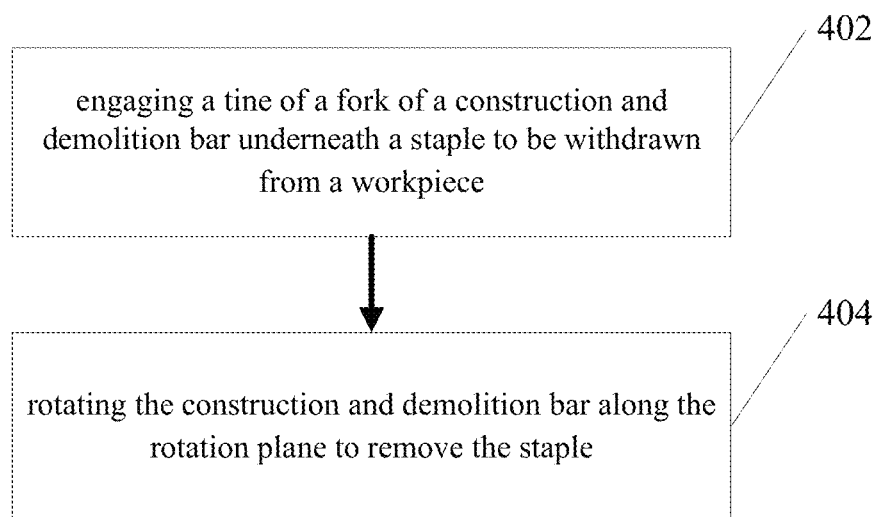 402
engaging a tine of a fork of a construction and
demolition bar underneath a staple to be withdrawn
from a workpiece
404
rotating the construction and demolition bar along the
rotation plane to remove the staple